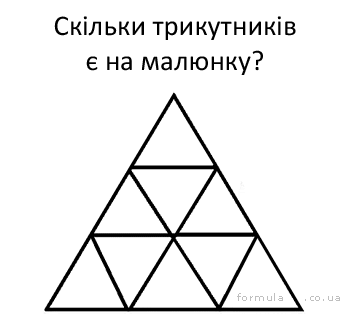 Скільки трикутників
є на малюнку?
formula .co.ua